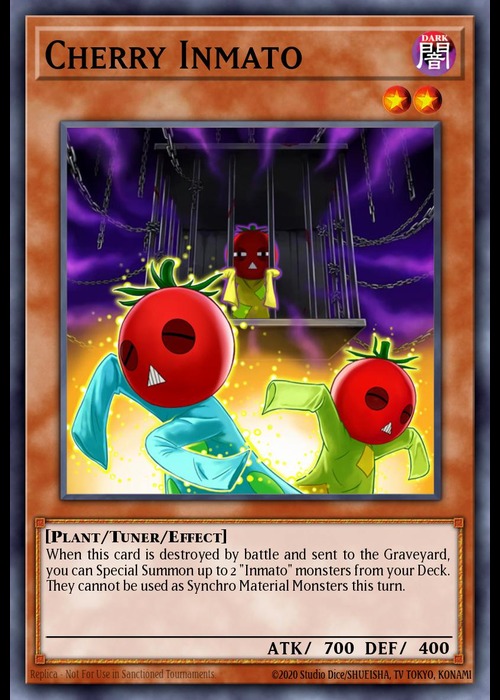 Cherry Inmato
DARK
闇
[Plant/Tuner/Effect]
When this card is destroyed by battle and sent to the Graveyard,
you can Special Summon up to 2 "Inmato" monsters from your Deck.
They cannot be used as Synchro Material Monsters this turn.
ATK/ 700 DEF/ 400
Replica - Not For Use in Sanctioned Tournaments
©2020 Studio Dice/SHUEISHA, TV TOKYO, KONAMI